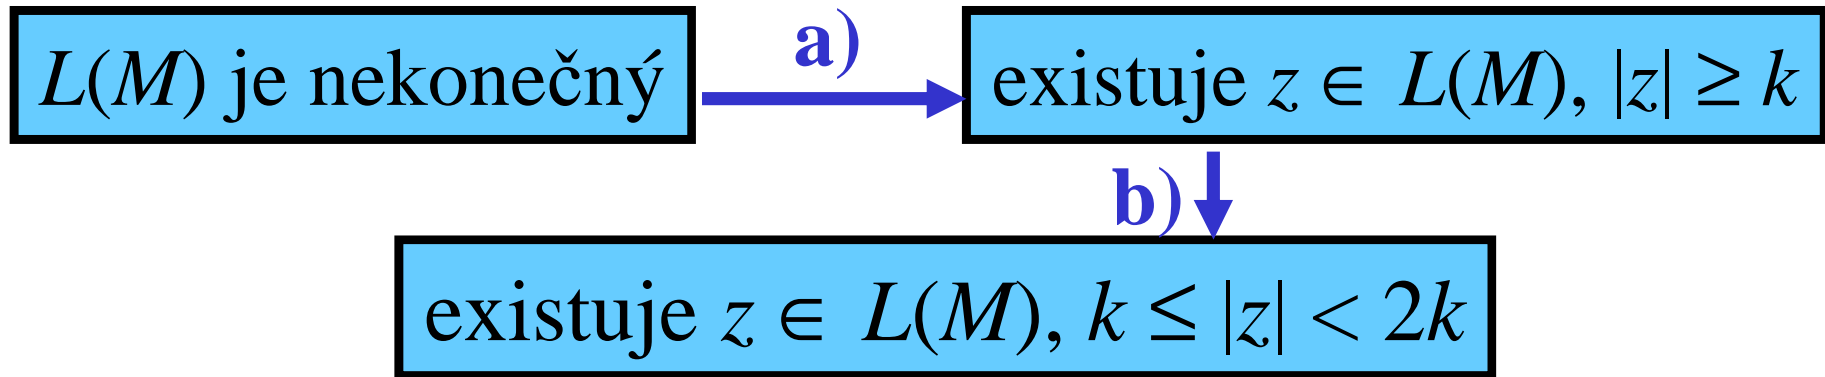 L(M) je nekonečný
a)
existuje z ∈ L(M), |z| ≥ k
b)
existuje z ∈ L(M), k ≤ |z| < 2k